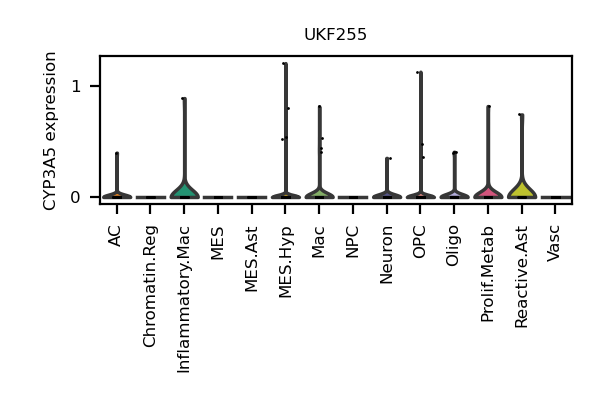 UKF255
CYP3A5 expression
1
0
AC
Chromatin.Reg
Inflammatory.Mac
MES
MES.Ast
MES.Hyp
Mac
NPC
Neuron
OPC
Oligo
Prolif.Metab
Reactive.Ast
Vasc